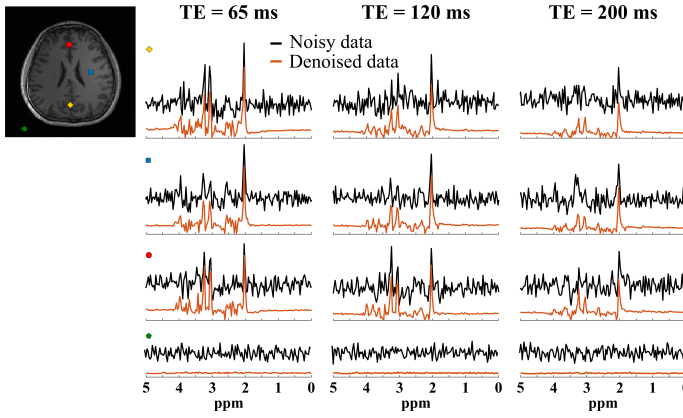 TE = 65 ms TE = 120 ms TE = 200 ms
Noisy data
Denoised data
5 4 3 2 1 0 5 4 3 2 1 0 5 4 3 2 1 0
ppm ppm ppm